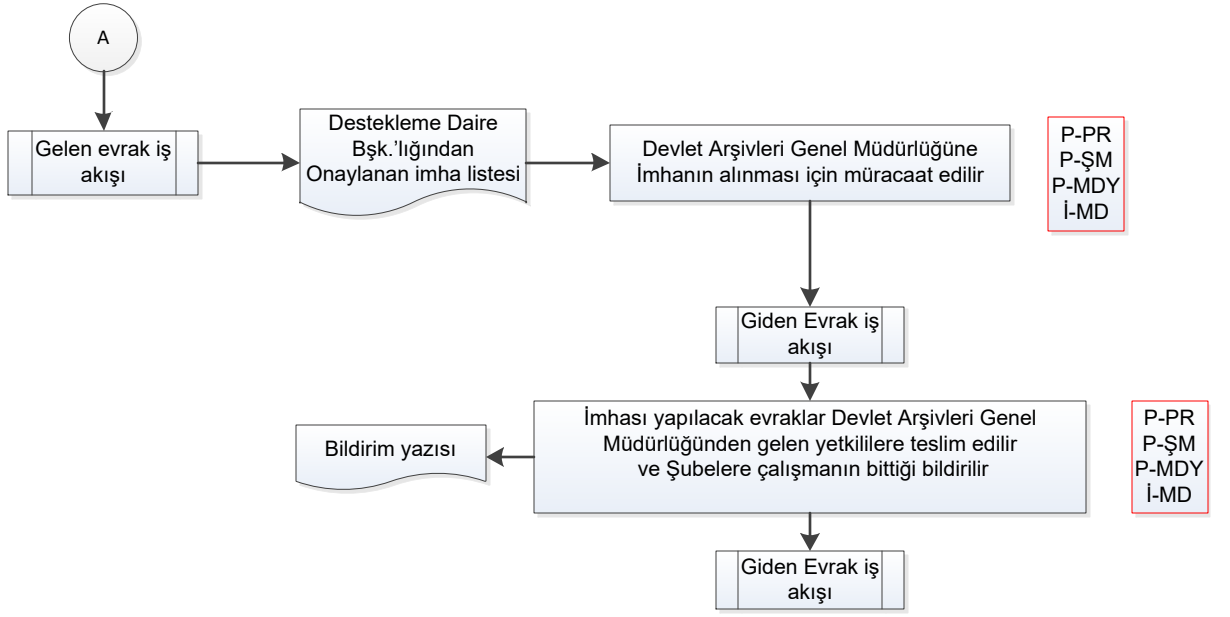 A
Gelen evrak iş
akışı
Destekleme Daire
Bşk.’lığından
Onaylanan imha listesi
Devlet Arşivleri Genel Müdürlüğüne
İmhanın alınması için müracaat edilir
P-PR
P-ŞM
P-MDY
İ-MD
Giden Evrak iş
akışı
İmhası yapılacak evraklar Devlet Arşivleri Genel
Müdürlüğünden gelen yetkililere teslim edilir
ve Şubelere çalışmanın bittiği bildirilir
Bildirim yazısı
P-PR
P-ŞM
P-MDY
İ-MD
Giden Evrak iş
akışı